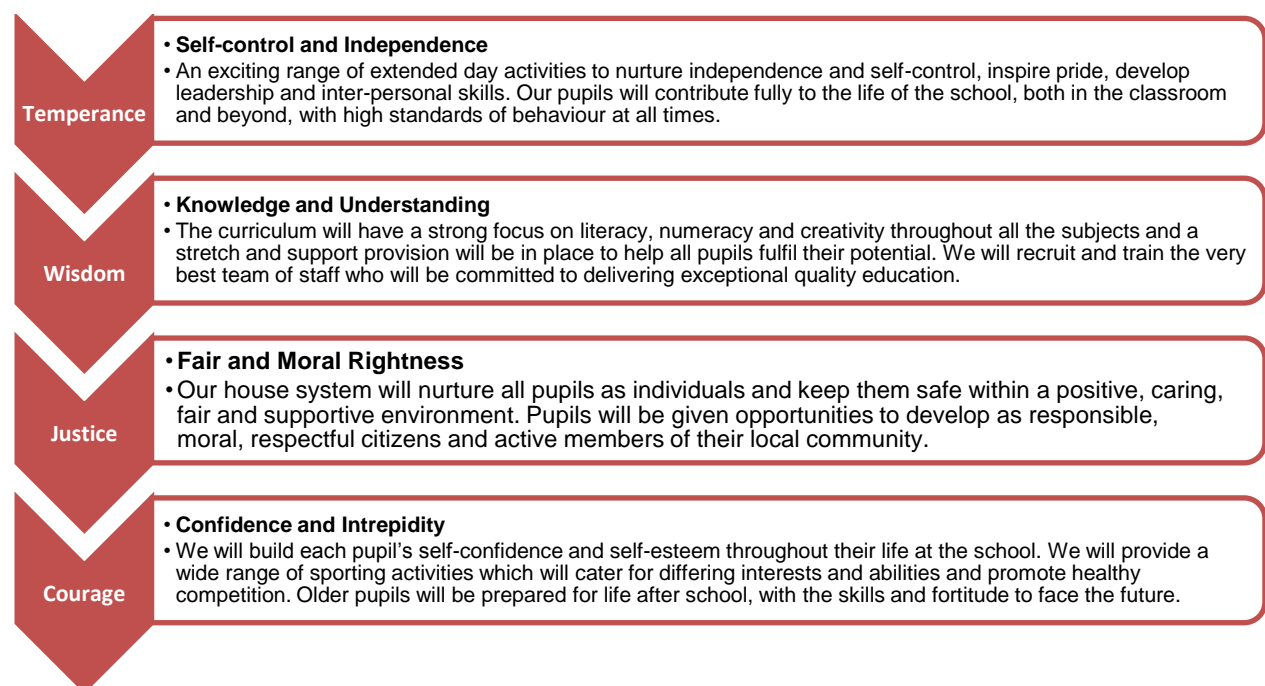 Temperance
• Self-control and Independence
• An exciting range of extended day activities to nurture independence and self-control, inspire pride, develop
leadership and inter-personal skills. Our pupils will contribute fully to the life of the school, both in the classroom
and beyond, with high standards of behaviour at all times.
Wisdom
• Knowledge and Understanding
• The curriculum will have a strong focus on literacy, numeracy and creativity throughout all the subjects and a
stretch and support provision will be in place to help all pupils fulfil their potential. We will recruit and train the very
best team of staff who will be committed to delivering exceptional quality education.
Justice
• Fair and Moral Rightness
• Our house system will nurture all pupils as individuals and keep them safe within a positive, caring,
fair and supportive environment. Pupils will be given opportunities to develop as responsible,
moral, respectful citizens and active members of their local community.
Courage
• Confidence and Intrepidity
• We will build each pupil’s self-confidence and self-esteem throughout their life at the school. We will provide a
wide range of sporting activities which will cater for differing interests and abilities and promote healthy
competition. Older pupils will be prepared for life after school, with the skills and fortitude to face the future.